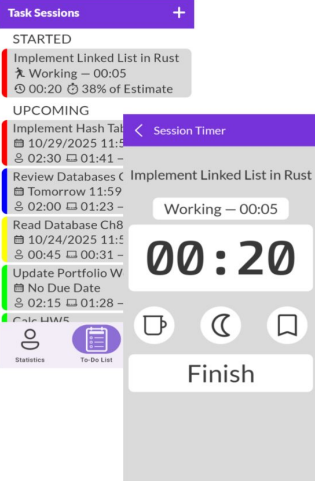 Task Sessions +
STARTED
Implement Linked List in Rust
Working — 00:05
00:20 38% of Estimate
UPCOMING
Implement Hash
10/29/2025 11:5
02:30 01:41 –
Review Databases
Tomorrow 11:59
02:00 01:23 –
Read Database Ch8
10/24/2025 11:5
00:45 00:31 –
Update Portfolio W
No Due Date
02:15 01:28 –
Calc HW5
Statistics
To-Do List
Session Timer
Implement Linked List in Rust
Working — 00:05
00:20
Finish